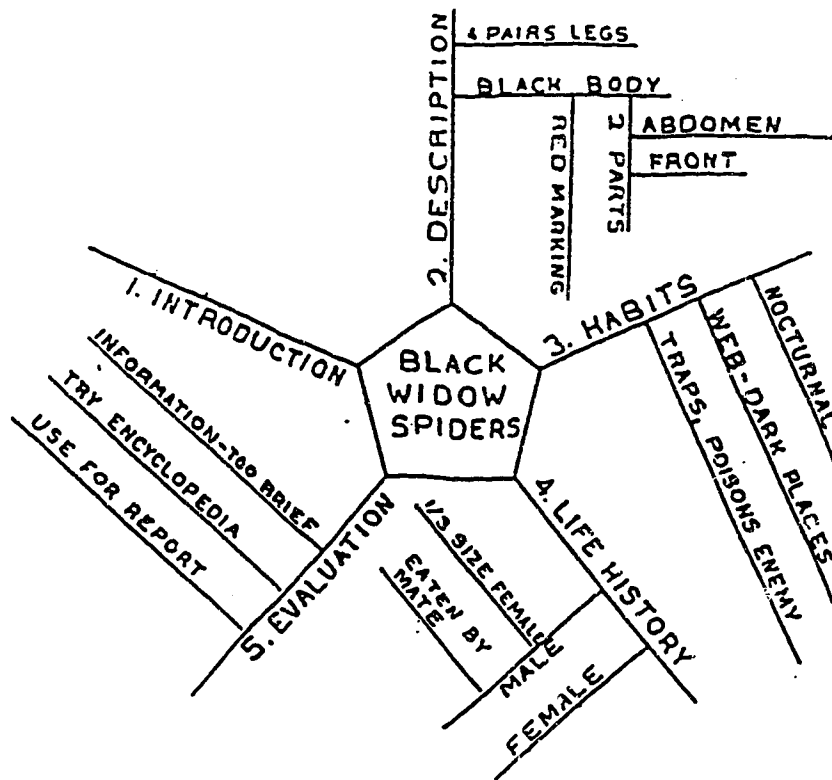 BLACK
WIDOW
SPIDERS
1. INTRODUCTION
2. DESCRIPTION
4 PAIRS LEGS
BLACK BODY
RED MARKING
2 PARTS
ABDOMEN
FRONT
3. HABITS
TRAPS, POISONS ENEMY
WEB-DARK PLACES
NOCTURNAL
4. LIFE HISTORY
MALE
1/3 SIZE FEMALE
EATEN BY
MATE
FEMALE
5. EVALUATION
INFORMATION-TOO BRIEF
TRY ENCYCLOPEDIA
USE FOR REPORT